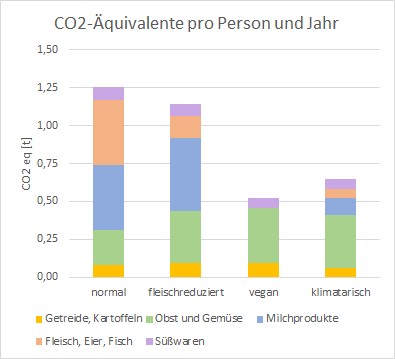 CO2-Äquivalente pro Person und Jahr
1,50
1,25
1,00
0,75
0,50
0,25
0,00
CO2 eq [t]
normal fleischreduziert vegan klimatarisch
Getreide, Kartoffeln Obst und Gemüse Milchprodukte
Fleisch, Eier, Fisch Süßwaren